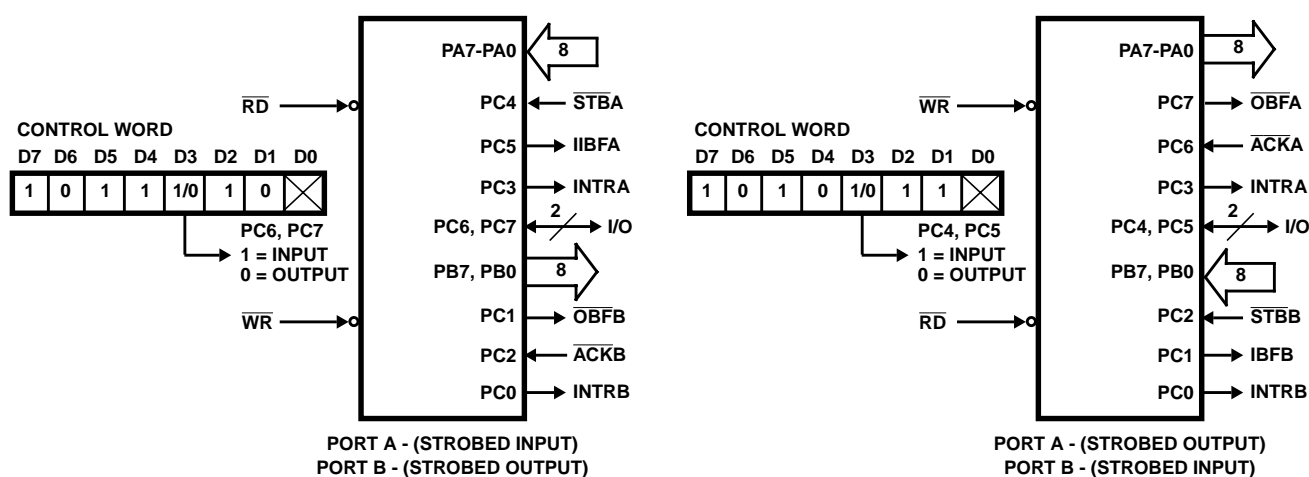 PA7-PA0 8
RD
PC4 STBA
CONTROL WORD
PC5 IIBFA
D7 D6 D5 D4 D3 D2 D1 D0
1 0 1 1 1/0 1 0
PC3 INTRA
PC6, PC7 2 I/O
PC6, PC7
1 = INPUT
0 = OUTPUT
PB7, PB0 8
WR
PC1 OBFB
PC2 ACKB
PC0 INTRB
PORT A - (STROBED INPUT)
PORT B - (STROBED OUTPUT)
PA7-PA0 8
WR
PC7 OBFA
CONTROL WORD
PC6 ACKA
D7 D6 D5 D4 D3 D2 D1 D0
1 0 1 0 1/0 1 1
PC3 INTRA
PC4, PC5 2 I/O
PC4, PC5
1 = INPUT
0 = OUTPUT
PB7, PB0 8
RD
PC2 STBB
PC1 IBFB
PC0 INTRB
PORT A - (STROBED OUTPUT)
PORT B - (STROBED INPUT)